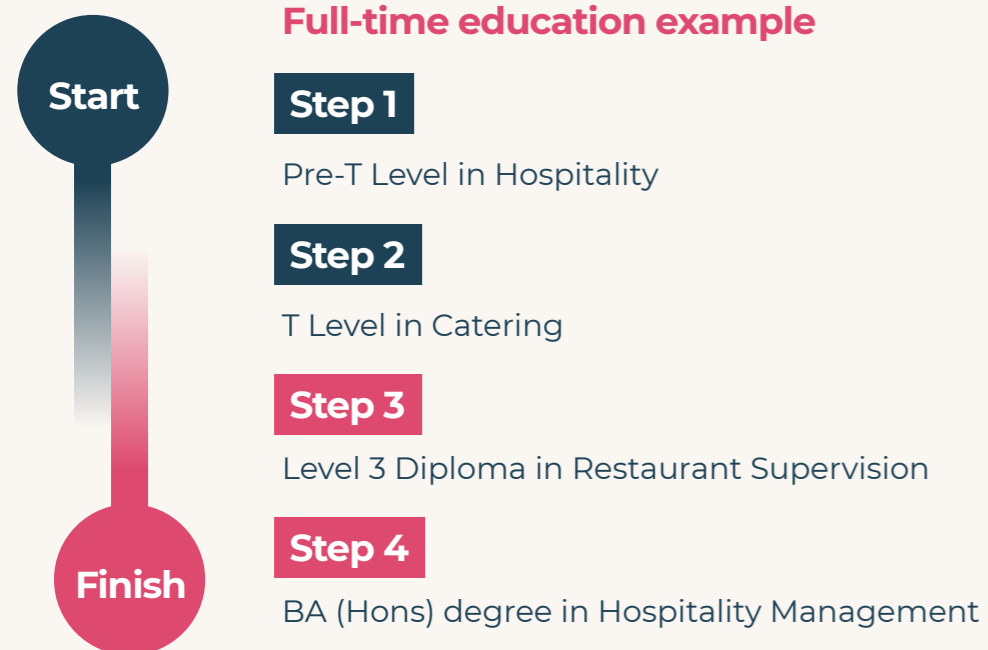 Full-time education example
Start
Step 1
Pre-T Level in Hospitality
Step 2
T Level in Catering
Step 3
Level 3 Diploma in Restaurant Supervision
Step 4
Finish
BA (Hons) degree in Hospitality Management